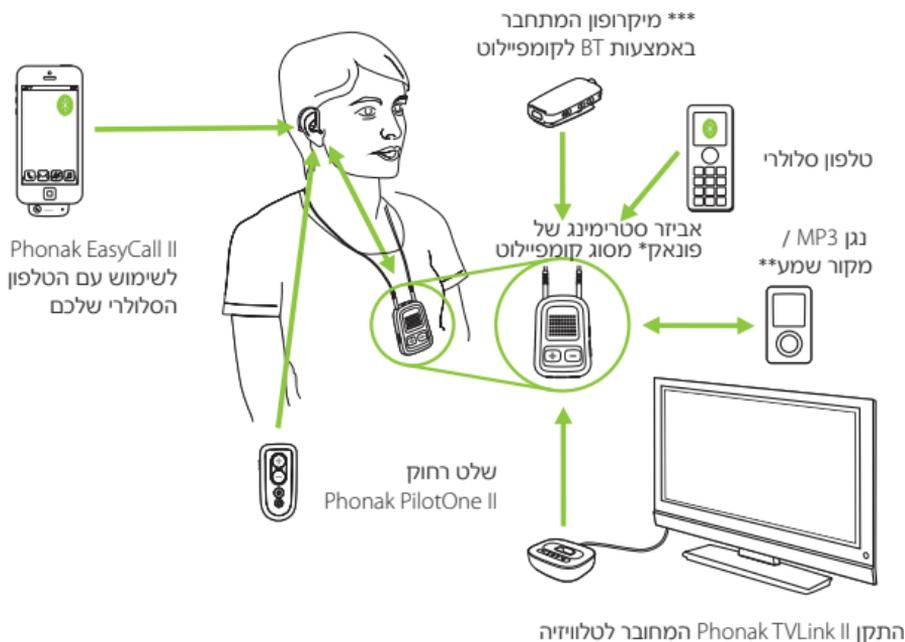 *** מיקרופון המתחבר
באמצעות BT לקומפיילוט
טלפון סלולרי
נגן MP3 /
מקור שמע**
אביזר סטרימינג של
פונאק* מסוג קומפיילוט
Phonak EasyCall II
לשימוש עם הטלפון
הסלולרי שלכם
שלט רחוק
Phonak PilotOne II
התקן Phonak TVLink II המחובר לטלוויזיה